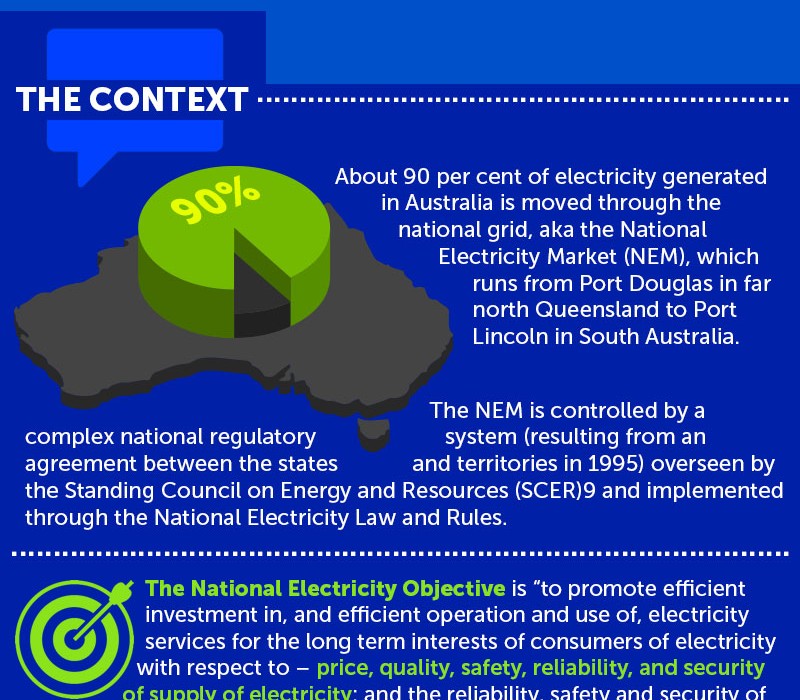 THE CONTEXT
90%
About 90 per cent of electricity generated
in Australia is moved through the
national grid, aka the National
Electricity Market (NEM), which
runs from Port Douglas in far
north Queensland to Port
Lincoln in South Australia.
The NEM is controlled by a
complex national regulatory system (resulting from an
agreement between the states and territories in 1995) overseen by
the Standing Council on Energy and Resources (SCER)9 and implemented
through the National Electricity Law and Rules.
The National Electricity Objective is “to promote efficient
investment in, and efficient operation and use of, electricity
services for the long term interests of consumers of electricity
with respect to – price, quality, safety, reliability, and security
of supply of electricity; and the reliability, safety and security of